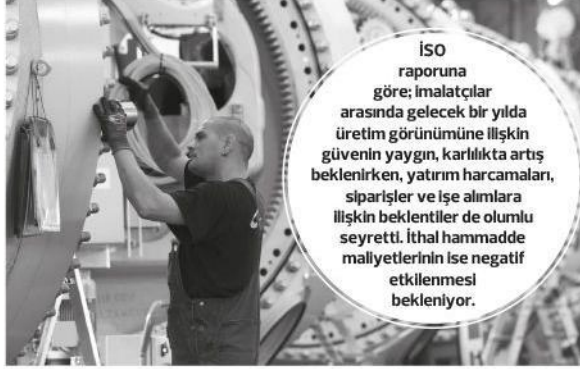 İSO
raporuna
göre; imalatçılar
arasında gelecek bir yılda
üretim görünümüne ilişkin
güvenin yaygın, karlılıkta artış
beklenirken, yatırım harcamaları,
siparişler ve işe alımlara
ilişkin beklentiler de olumlu
seyretti. İthal hammadde
maliyetlerinin ise negatif
etkilenmesi
bekleniyor.